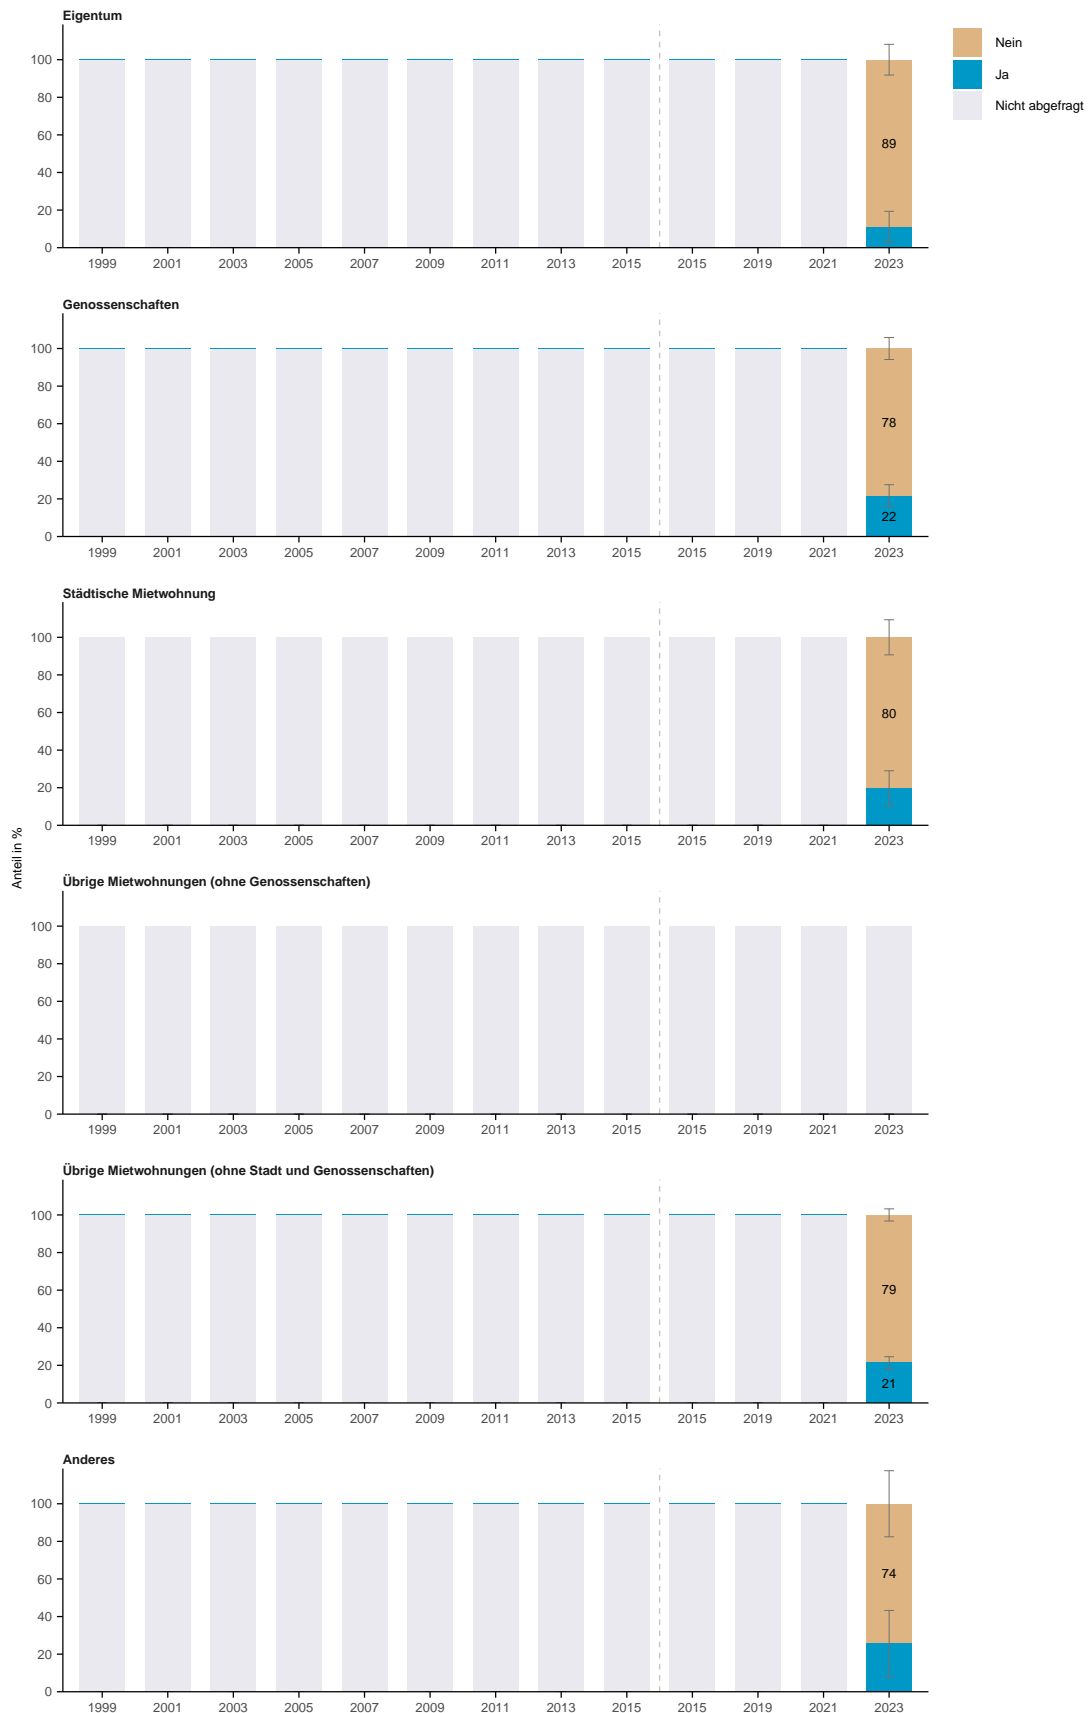 Eigentum
Nein
Ja
Nicht abgefragt
100
80
60
40
20
0
89
1999 2001 2003 2005 2007 2009 2011 2013 2015 2015 2019 2021 2023
Genossenschaften
100
80
60
40
20
0
78
22
1999 2001 2003 2005 2007 2009 2011 2013 2015 2015 2019 2021 2023
Städtische Mietwohnung
100
80
60
40
20
0
80
1999 2001 2003 2005 2007 2009 2011 2013 2015 2015 2019 2021 2023
Anteil in %
Übrige Mietwohnungen (ohne Genossenschaften)
100
80
60
40
20
0
1999 2001 2003 2005 2007 2009 2011 2013 2015 2015 2019 2021 2023
Übrige Mietwohnungen (ohne Stadt und Genossenschaften)
100
80
60
40
20
0
79
21
1999 2001 2003 2005 2007 2009 2011 2013 2015 2015 2019 2021 2023
Anderes
100
80
60
40
20
0
74
1999 2001 2003 2005 2007 2009 2011 2013 2015 2015 2019 2021 2023